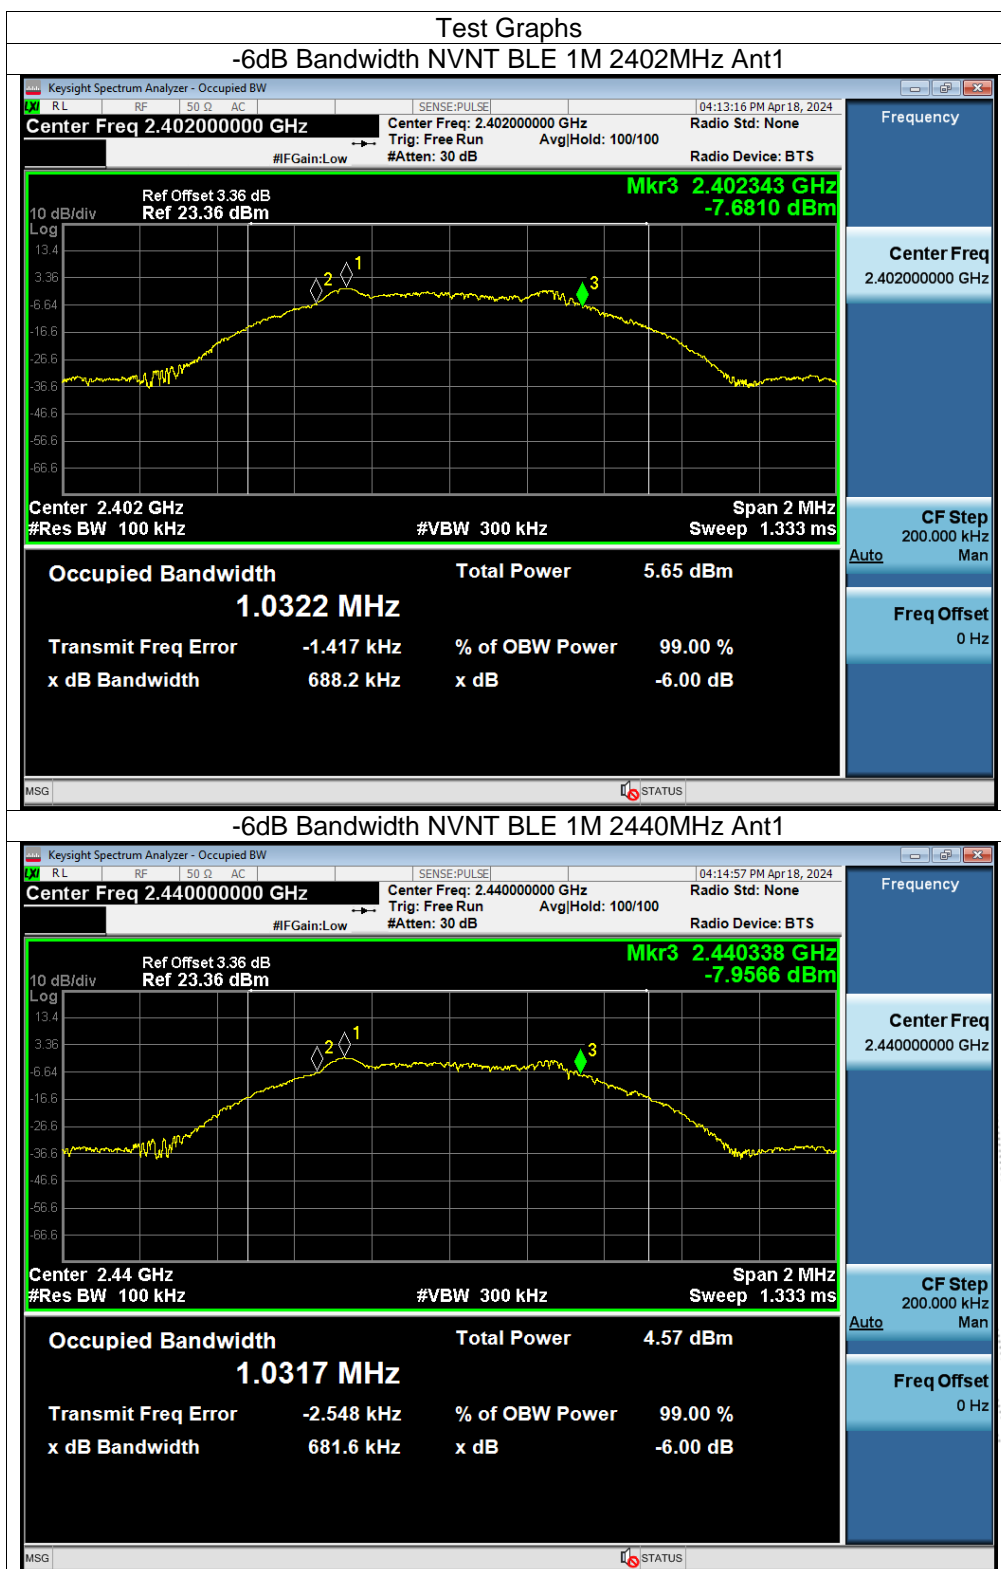 Test Graphs
-6dB Bandwidth NVNT BLE 1M 2402MHz Ant1
Keysight Spectrum Analyzer - Occupied BW
LXI RL RF 50 Ω AC SENSE:PULSE 04:13:16 PM Apr 18, 2024
Center Freq 2.402000000 GHz Center Freq: 2.402000000 GHz Radio Std: None
Trig: Free Run Avg|Hold: 100/100
#IFGain:Low #Atten: 30 dB Radio Device: BTS
Frequency
Mkr3 2.402343 GHz
-7.6810 dBm
Ref Offset 3.36 dB
10 dB/div Ref 23.36 dBm
Log
13.4
3.36
-6.64
-16.6
-26.6
-36.6
-46.6
-56.6
-66.6
2 1 3
Center 2.402 GHz Span 2 MHz
#Res BW 100 kHz #VBW 300 kHz Sweep 1.333 ms
Occupied Bandwidth Total Power 5.65 dBm
1.0322 MHz
Transmit Freq Error -1.417 kHz % of OBW Power 99.00 %
x dB Bandwidth 688.2 kHz x dB -6.00 dB
Center Freq
2.402000000 GHz
CF Step
200.000 kHz
Auto Man
Freq Offset
0 Hz
MSG STATUS
-6dB Bandwidth NVNT BLE 1M 2440MHz Ant1
Keysight Spectrum Analyzer - Occupied BW
LXI RL RF 50 Ω AC SENSE:PULSE 04:14:57 PM Apr 18, 2024
Center Freq 2.440000000 GHz Center Freq: 2.440000000 GHz Radio Std: None
Trig: Free Run Avg|Hold: 100/100
#IFGain:Low #Atten: 30 dB Radio Device: BTS
Frequency
Mkr3 2.440338 GHz
-7.9566 dBm
Ref Offset 3.36 dB
10 dB/div Ref 23.36 dBm
Log
13.4
3.36
-6.64
-16.6
-26.6
-36.6
-46.6
-56.6
-66.6
2 1 3
Center 2.44 GHz Span 2 MHz
#Res BW 100 kHz #VBW 300 kHz Sweep 1.333 ms
Occupied Bandwidth Total Power 4.57 dBm
1.0317 MHz
Transmit Freq Error -2.548 kHz % of OBW Power 99.00 %
x dB Bandwidth 681.6 kHz x dB -6.00 dB
Center Freq
2.440000000 GHz
CF Step
200.000 kHz
Auto Man
Freq Offset
0 Hz
MSG STATUS